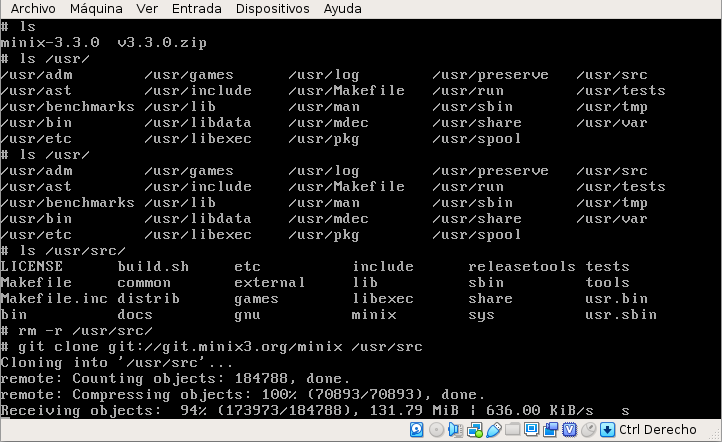 Archivo Máquina Ver Entrada Dispositivos Ayuda
# ls
minix-3.3.0  v3.3.0.zip
# ls /usr/
/usr/adm        /usr/games      /usr/log        /usr/preserve   /usr/src
/usr/ast        /usr/include    /usr/Makefile   /usr/run        /usr/tests
/usr/benchmarks /usr/lib        /usr/man        /usr/sbin       /usr/tmp
/usr/bin        /usr/libdata    /usr/mdec       /usr/share      /usr/var
/usr/etc        /usr/libexec    /usr/pkg        /usr/spool
# ls /usr/
/usr/adm        /usr/games      /usr/log        /usr/preserve   /usr/src
/usr/ast        /usr/include    /usr/Makefile   /usr/run        /usr/tests
/usr/benchmarks /usr/lib        /usr/man        /usr/sbin       /usr/tmp
/usr/bin        /usr/libdata    /usr/mdec       /usr/share      /usr/var
/usr/etc        /usr/libexec    /usr/pkg        /usr/spool
# ls /usr/src/
LICENSE      build.sh     etc          include      releasetools tests
Makefile     common       external     lib          sbin         tools
Makefile.inc distrib      games        libexec      share        usr.bin
bin          docs         gnu          minix        sys          usr.sbin
# rm -r /usr/src/
# git clone git://git.minix3.org/minix /usr/src
Cloning into '/usr/src'...
remote: Counting objects: 184788, done.
remote: Compressing objects: 100% (70893/70893), done.
Receiving objects:  94% (173973/184788), 131.79 MiB | 636.00 KiB/s   s
Ctrl Derecho